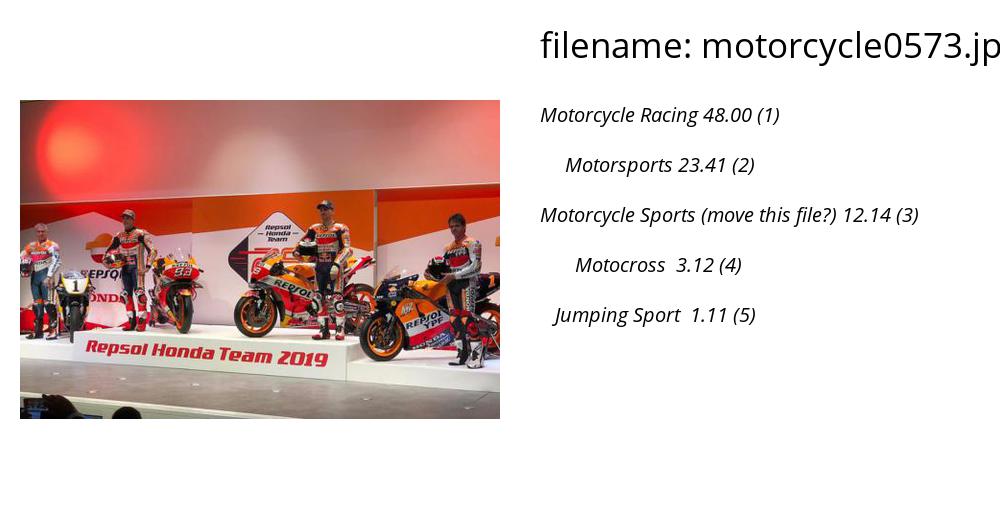 filename: motorcycle0573.jp
Motorcycle Racing 48.00 (1)
Motorsports 23.41 (2)
Motorcycle Sports (move this file?) 12.14 (3)
Motocross 3.12 (4)
Jumping Sport 1.11 (5)
Repsol
Honda
Team
REPSOL
HONDA
1
93
REPSOL
REPSOL
YPF
1
Repsol Honda Team 2019